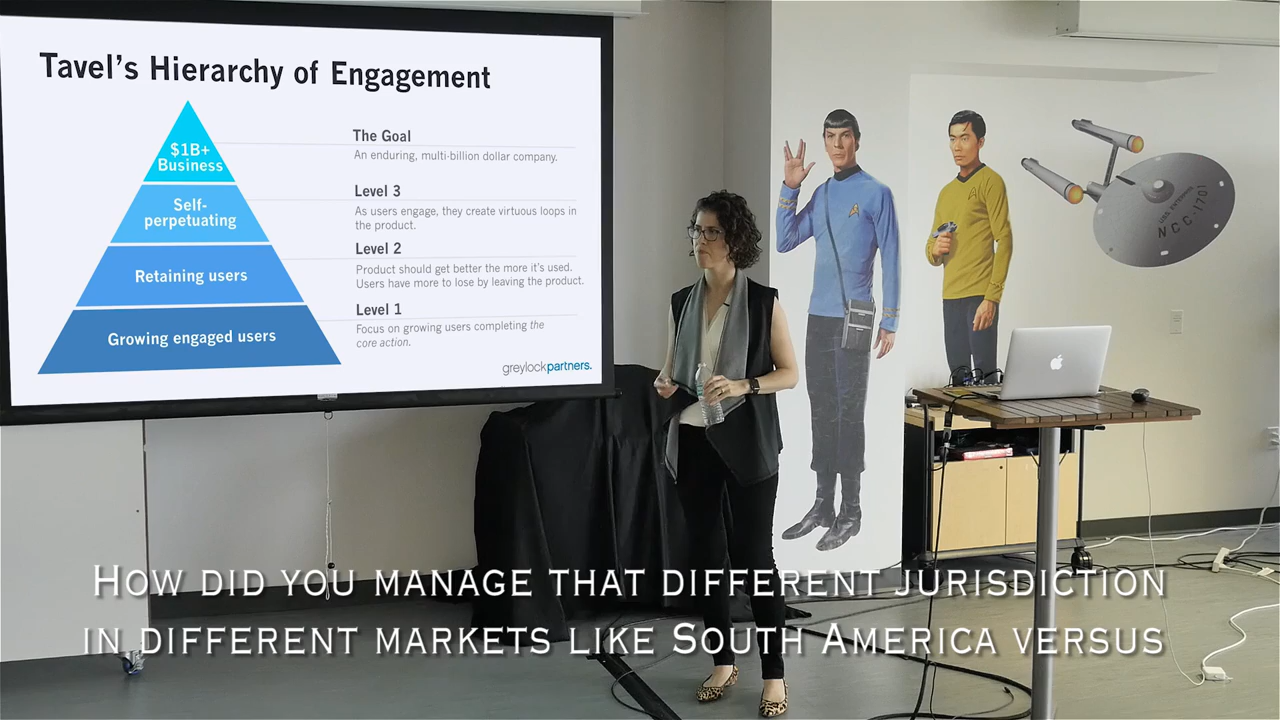 Tavel's Hierarchy of Engagement
$1B+
Business
The Goal
An enduring, multi-billion dollar company.
Self-
perpetuating
Level 3
As users engage, they create virtuous loops in
the product.
Retaining users
Level 2
Product should get better the more it's used.
Users have more to lose by leaving the product.
Growing engaged users
Level 1
Focus on growing users completing the
core action.
greylockpartners.
USS ENTERPRISE
NCC-1701
How did you manage that different jurisdiction
in different markets like South America versus